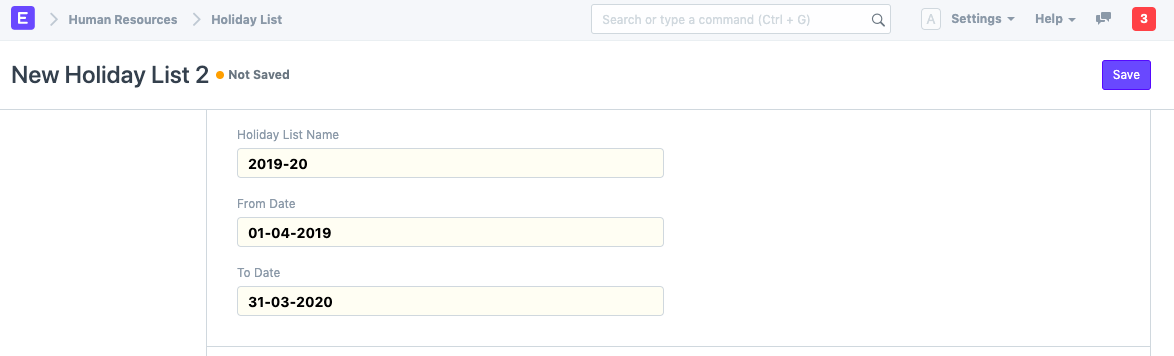 E Human Resources Holiday List Search or type a command (Ctrl + G) A Settings Help 3
New Holiday List 2 Not Saved Save
Holiday List Name
2019-20
From Date
01-04-2019
To Date
31-03-2020